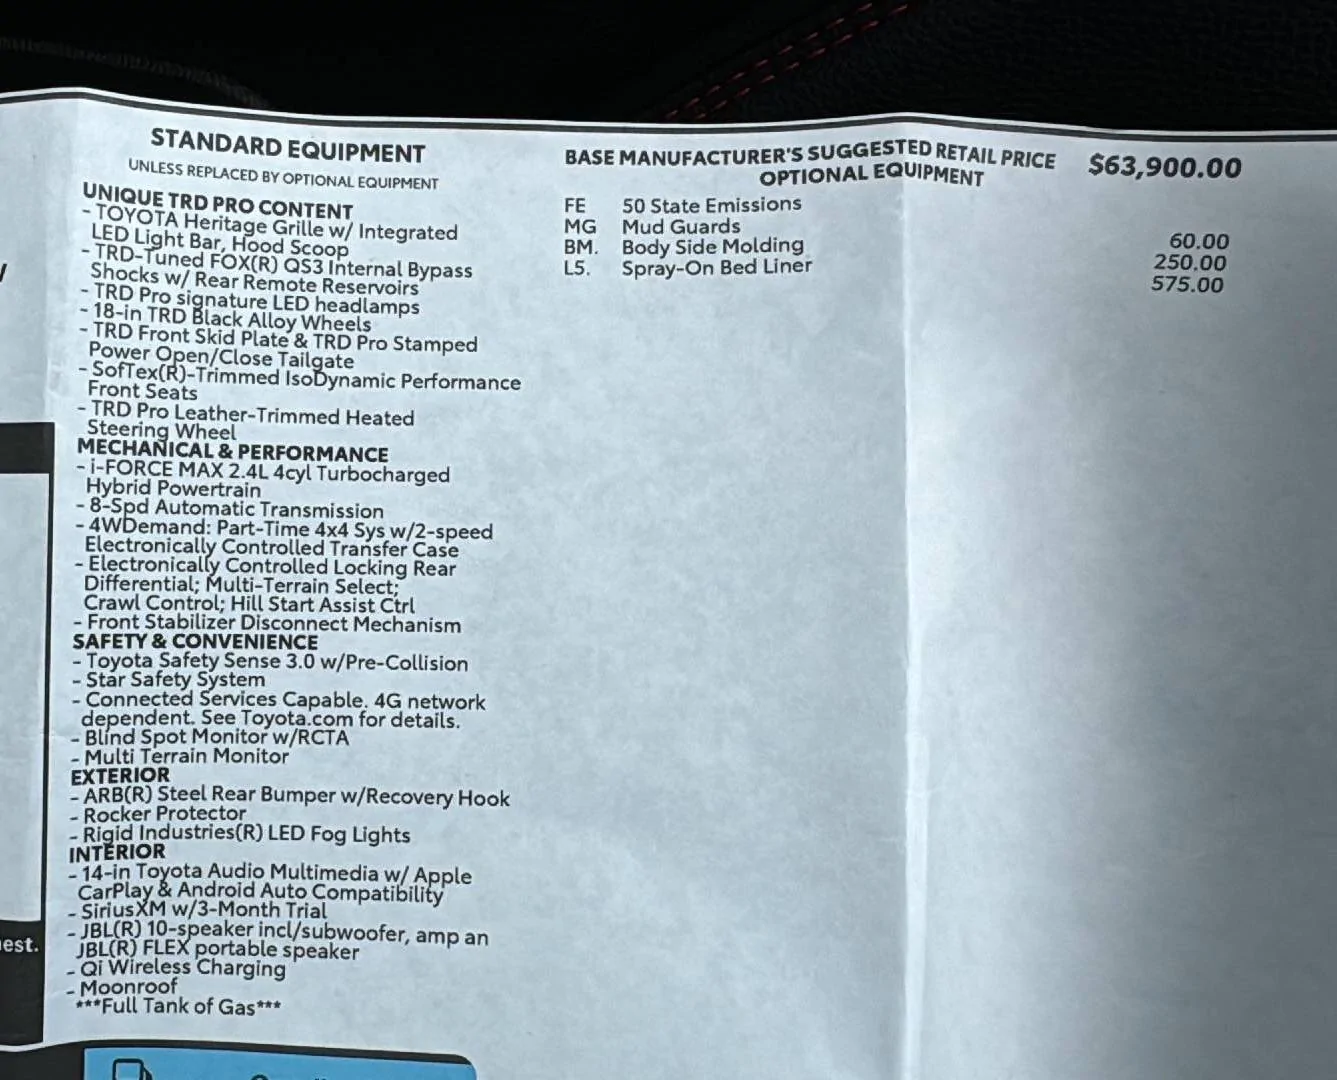 STANDARD EQUIPMENT
UNLESS REPLACED BY OPTIONAL EQUIPMENT
UNIQUE TRD PRO CONTENT
- TOYOTA Heritage Grille w/ Integrated
LED Light Bar, Hood Scoop
- TRD-Tuned FOX(R) QS3 Internal Bypass
Shocks w/ Rear Remote Reservoirs
- TRD Pro signature LED headlamps
- 18-in TRD Black Alloy Wheels
- TRD Front Skid Plate & TRD Pro Stamped
Power Open/Close Tailgate
- SofTex(R)-Trimmed IsoDynamic Performance
Front Seats
- TRD Pro Leather-Trimmed Heated
Steering Wheel
MECHANICAL & PERFORMANCE
- i-FORCE MAX 2.4L 4cyl Turbocharged
Hybrid Powertrain
- 8-Spd Automatic Transmission
- 4WDemand: Part-Time 4x4 Sys w/2-speed
Electronically Controlled Transfer Case
- Electronically Controlled Locking Rear
Differential; Multi-Terrain Select;
Crawl Control; Hill Start Assist Ctrl
- Front Stabilizer Disconnect Mechanism
SAFETY & CONVENIENCE
- Toyota Safety Sense 3.0 w/Pre-Collision
- Star Safety System
- Connected Services Capable. 4G network
dependent. See Toyota.com for details.
- Blind Spot Monitor w/RCTA
- Multi Terrain Monitor
EXTERIOR
- ARB(R) Steel Rear Bumper w/Recovery Hook
- Rocker Protector
- Rigid Industries(R) LED Fog Lights
INTERIOR
- 14-in Toyota Audio Multimedia w/ Apple
CarPlay & Android Auto Compatibility
- SiriusXM w/3-Month Trial
- JBL(R) 10-speaker incl/subwoofer, amp an
JBL(R) FLEX portable speaker
- Qi Wireless Charging
- Moonroof
***Full Tank of Gas***
BASE MANUFACTURER'S SUGGESTED RETAIL PRICE $63,900.00
OPTIONAL EQUIPMENT
FE 50 State Emissions
MG Mud Guards 60.00
BM. Body Side Molding 250.00
L5. Spray-On Bed Liner 575.00
est.